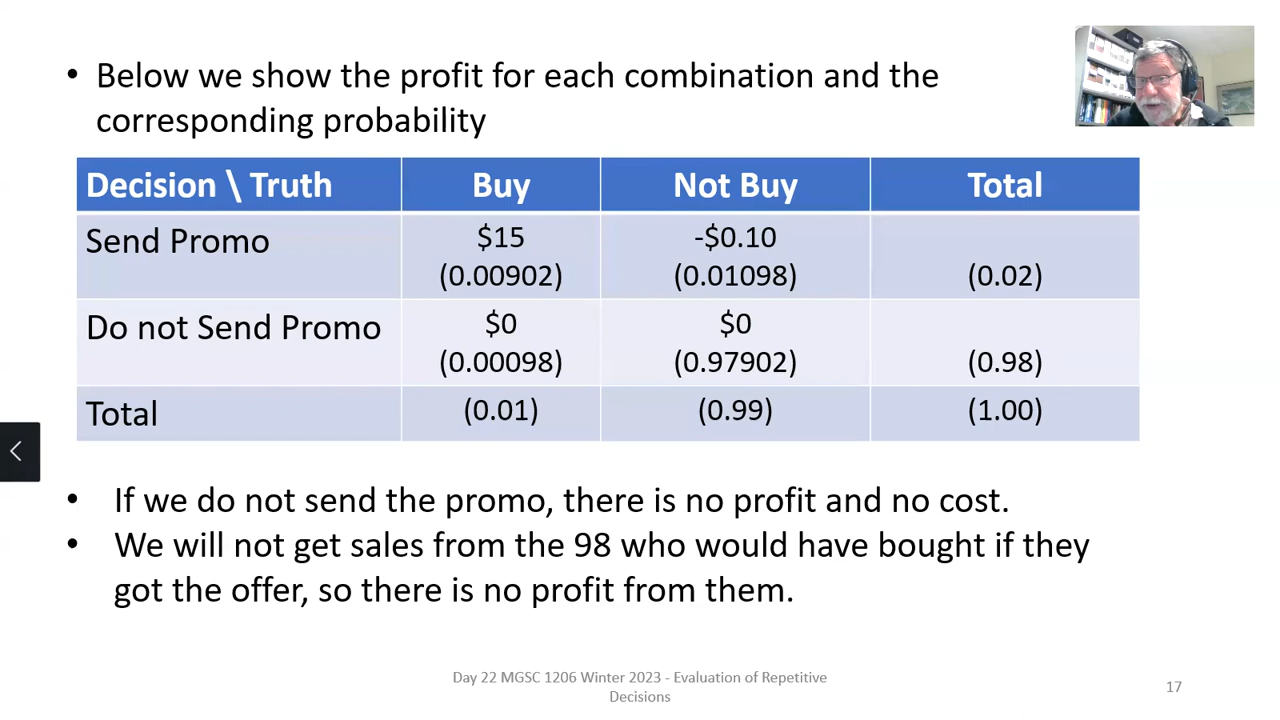 • Below we show the profit for each combination and the
corresponding probability
Decision \ Truth Buy Not Buy Total
Send Promo $15 -$0.10
(0.00902) (0.01098) (0.02)
Do not Send Promo $0 $0
(0.00098) (0.97902) (0.98)
Total (0.01) (0.99) (1.00)
• If we do not send the promo, there is no profit and no cost.
• We will not get sales from the 98 who would have bought if they
got the offer, so there is no profit from them.
Day 22 MGSC 1206 Winter 2023 - Evaluation of Repetitive
Decisions
17